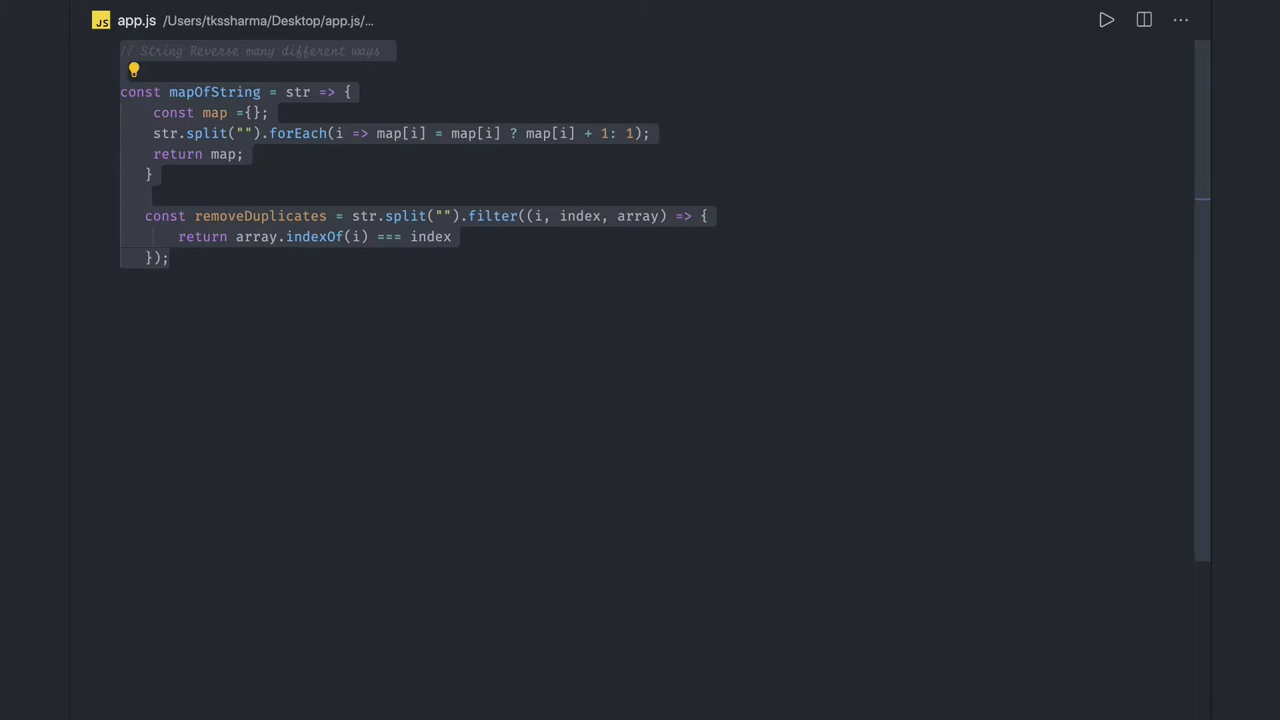 JS app.js /Users/tkssharma/Desktop/app.js/…
// String Reverse many different ways
const mapOfString = str => {
const map ={};
str.split("").forEach(i => map[i] = map[i] ? map[i] + 1: 1);
return map;
}
const removeDuplicates = str.split("").filter((i, index, array) => {
return array.indexOf(i) === index
});